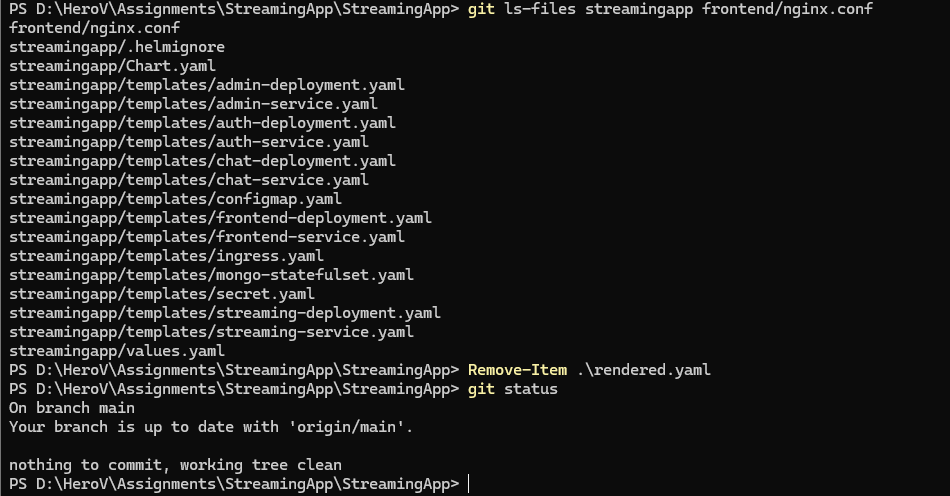 PS D:\HeroV\Assignments\StreamingApp\StreamingApp> git ls-files streamingapp frontend/nginx.conf
frontend/nginx.conf
streamingapp/.helmignore
streamingapp/Chart.yaml
streamingapp/templates/admin-deployment.yaml
streamingapp/templates/admin-service.yaml
streamingapp/templates/auth-deployment.yaml
streamingapp/templates/auth-service.yaml
streamingapp/templates/chat-deployment.yaml
streamingapp/templates/chat-service.yaml
streamingapp/templates/configmap.yaml
streamingapp/templates/frontend-deployment.yaml
streamingapp/templates/frontend-service.yaml
streamingapp/templates/ingress.yaml
streamingapp/templates/mongo-statefulset.yaml
streamingapp/templates/secret.yaml
streamingapp/templates/streaming-deployment.yaml
streamingapp/templates/streaming-service.yaml
streamingapp/values.yaml
PS D:\HeroV\Assignments\StreamingApp\StreamingApp> Remove-Item .\rendered.yaml
PS D:\HeroV\Assignments\StreamingApp\StreamingApp> git status
On branch main
Your branch is up to date with 'origin/main'.

nothing to commit, working tree clean
PS D:\HeroV\Assignments\StreamingApp\StreamingApp>